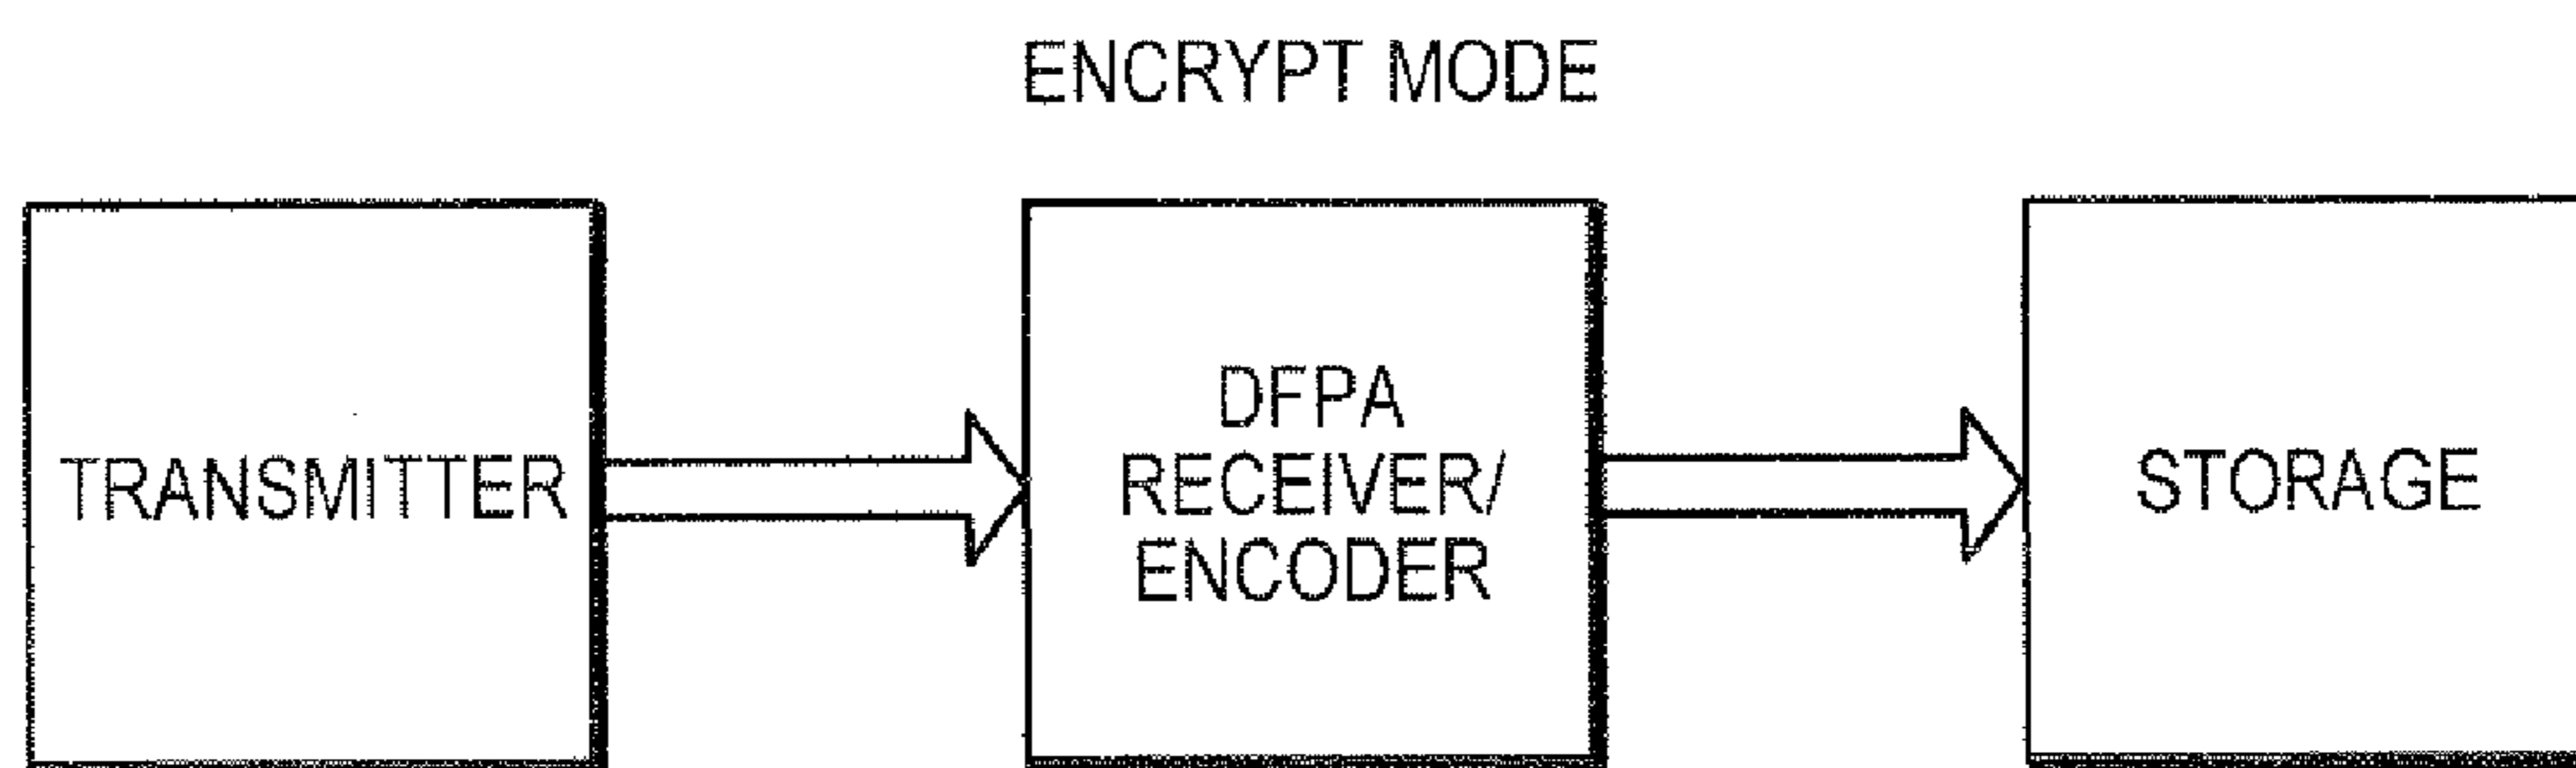 ENCRYPT MODE
TRANSMITTER
DFPA
RECEIVER/
ENCODER
STORAGE